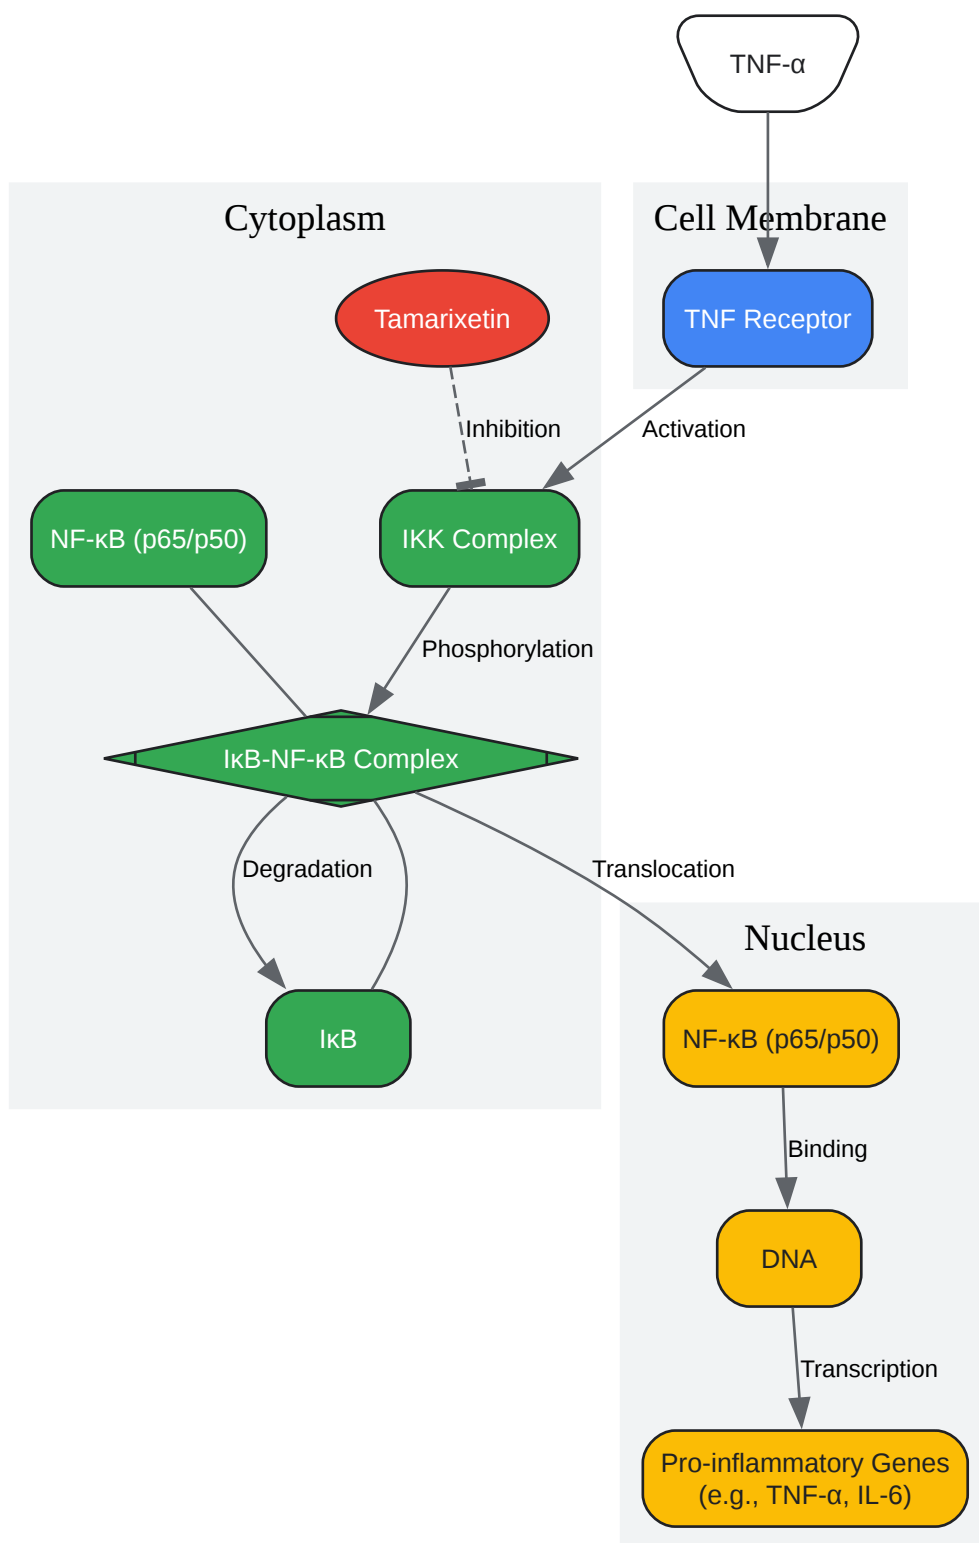 TNF-α
Cytoplasm
Cell Membrane
Tamarixetin
TNF Receptor
Inhibition
Activation
NF-κB (p65/p50)
IKK Complex
Phosphorylation
IκB-NF-κB Complex
Degradation
Translocation
Nucleus
IκB
NF-κB (p65/p50)
Binding
DNA
Transcription
Pro-inflammatory Genes
(e.g., TNF-α, IL-6)